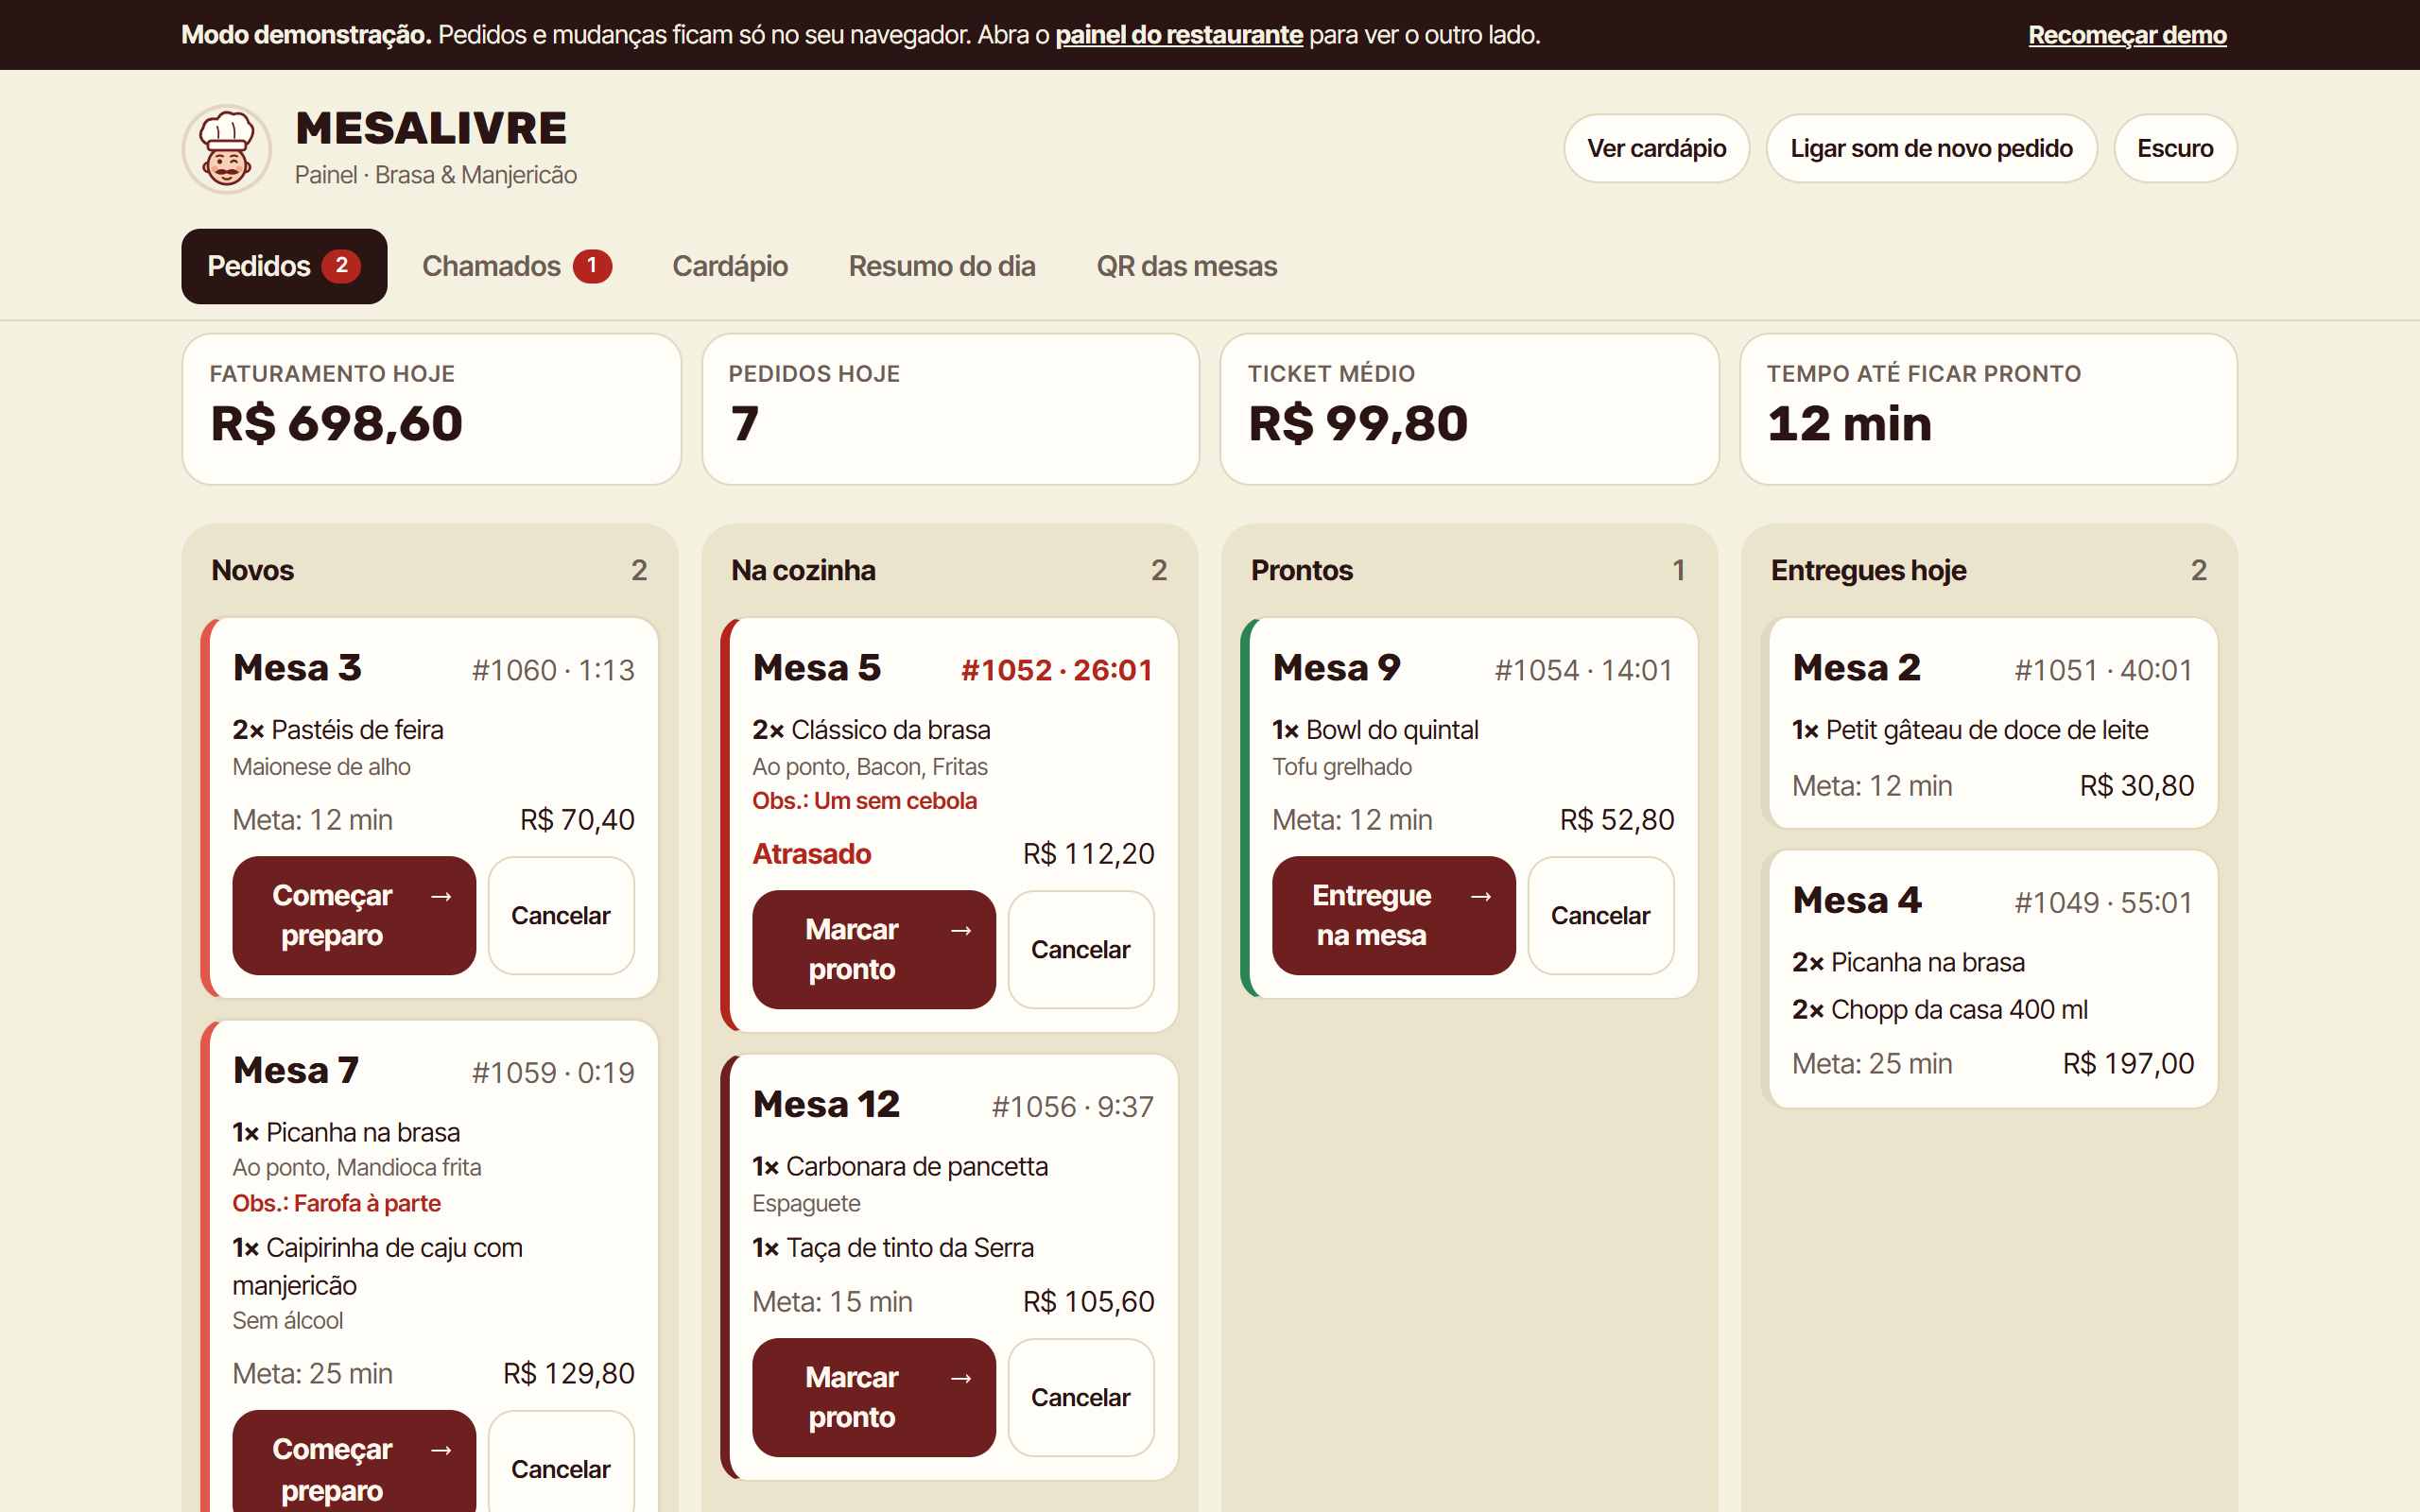 Modo demonstração. Pedidos e mudanças ficam só no seu navegador. Abra o painel do restaurante para ver o outro lado.
Recomeçar demo
MESALIVRE
Painel · Brasa & Manjericão
Ver cardápio
Ligar som de novo pedido
Escuro
Pedidos 2
Chamados 1
Cardápio
Resumo do dia
QR das mesas
FATURAMENTO HOJE
R$ 698,60
PEDIDOS HOJE
7
TICKET MÉDIO
R$ 99,80
TEMPO ATÉ FICAR PRONTO
12 min
Novos 2
Mesa 3 #1060 · 1:13
2× Pastéis de feira
Maionese de alho
Meta: 12 min R$ 70,40
Começar →
preparo
Cancelar
Mesa 7 #1059 · 0:19
1× Picanha na brasa
Ao ponto, Mandioca frita
Obs.: Farofa à parte
1× Caipirinha de caju com
manjericão
Sem álcool
Meta: 25 min R$ 129,80
Começar →
preparo
Cancelar
Na cozinha 2
Mesa 5 #1052 · 26:01
2× Clássico da brasa
Ao ponto, Bacon, Fritas
Obs.: Um sem cebola
Atrasado R$ 112,20
Marcar →
pronto
Cancelar
Mesa 12 #1056 · 9:37
1× Carbonara de pancetta
Espaguete
1× Taça de tinto da Serra
Meta: 15 min R$ 105,60
Marcar →
pronto
Cancelar
Prontos 1
Mesa 9 #1054 · 14:01
1× Bowl do quintal
Tofu grelhado
Meta: 12 min R$ 52,80
Entregue →
na mesa
Cancelar
Entregues hoje 2
Mesa 2 #1051 · 40:01
1× Petit gâteau de doce de leite
Meta: 12 min R$ 30,80
Mesa 4 #1049 · 55:01
2× Picanha na brasa
2× Chopp da casa 400 ml
Meta: 25 min R$ 197,00